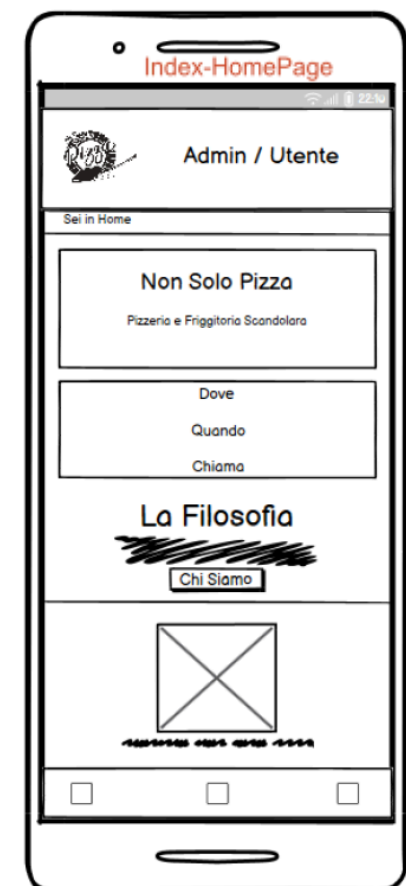 Index-HomePage
22:10
Pizza
Admin / Utente
Sei in Home
Non Solo Pizza
Pizzeria e Friggitoria Scandolara
Dove
Quando
Chiama
La Filosofia
Chi Siamo